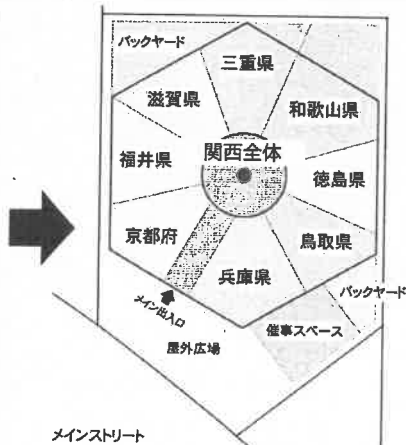 バックヤード
三重県
滋賀県
和歌山県
関西全体
福井県
徳島県
京都府
鳥取県
兵庫県
バックヤード
メイン出入口
催事スペース
屋外広場
メインストリート